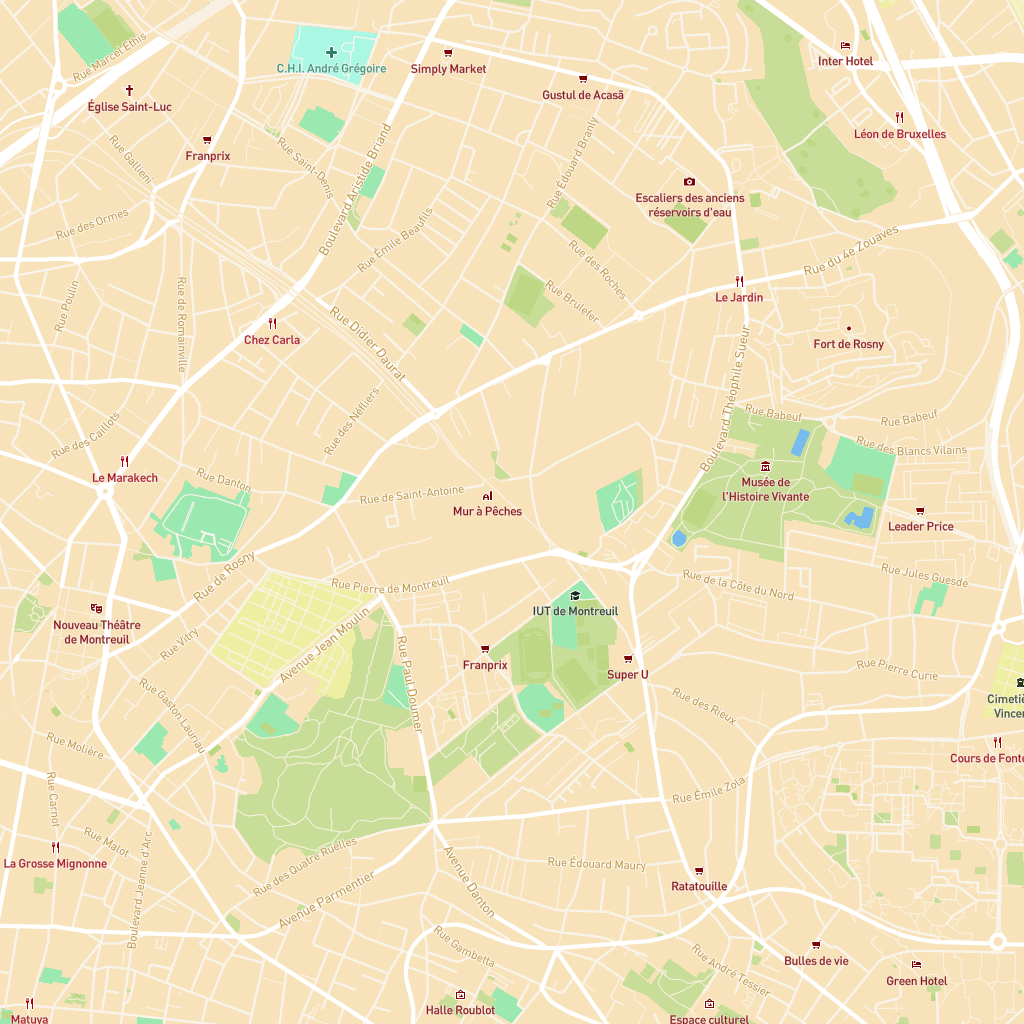 Rue Marcel Ethis
C.H.I. André Grégoire
Simply Market
Inter Hotel
Église Saint-Luc
Gustul de Acasă
Léon de Bruxelles
Franprix
Rue Gallieni
Rue Saint-Denis
Boulevard Aristide Briand
Rue Édouard Branly
Escaliers des anciens
réservoirs d'eau
Rue des Ormes
Rue Émile Beaufils
Rue des Roches
Rue du 4e Zouaves
Rue Poulin
Rue de Romainville
Rue Brulefer
Le Jardin
Chez Carla
Rue Didier Daurat
Fort de Rosny
Boulevard Théophile Sueur
Rue des Néfliers
Rue des Caillots
Rue Babeuf
Rue Babeuf
Rue des Blancs Vilains
Le Marakech
Rue Danton
Rue de Saint-Antoine
Mur à Pêches
Musée de
l'Histoire Vivante
Leader Price
Rue de Rosny
Rue Pierre de Montreuil
Rue de la Côte du Nord
Rue Jules Guesde
Nouveau Théâtre
de Montreuil
IUT de Montreuil
Rue Vitry
Avenue Jean Moulin
Rue Paul Doumer
Franprix
Super U
Rue Pierre Curie
Rue Gaston Lauriau
Rue des Rieux
Cimetiè
Vincen
Rue Molière
Cours de Fonte
Rue Carnot
Rue Émile Zola
Rue Malot
La Grosse Mignonne
Boulevard Jeanne d'Arc
Rue des Quatre Ruelles
Rue Édouard Maury
Ratatouille
Avenue Parmentier
Avenue Danton
Rue Gambetta
Rue André Tessier
Bulles de vie
Green Hotel
Halle Roublot
Espace culturel
Matuva